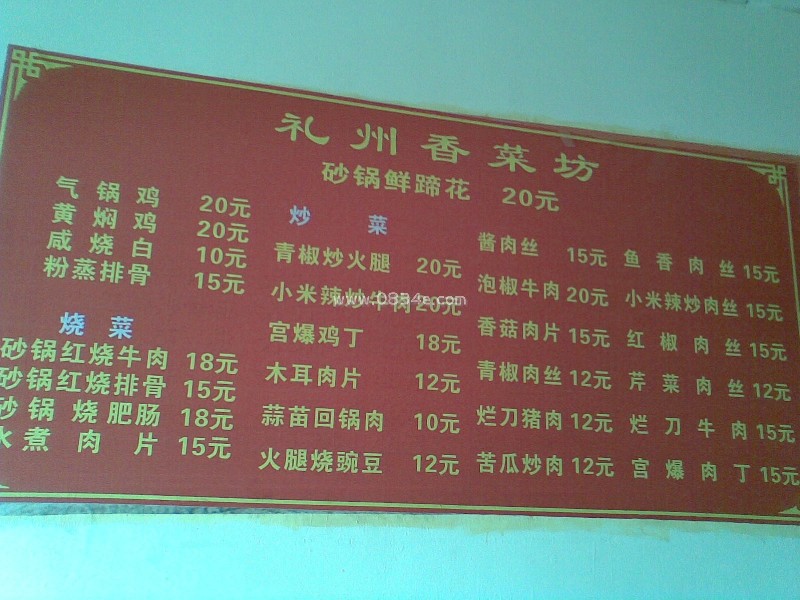 礼州香菜坊
砂锅鲜蹄花 20元
气锅鸡 20元
黄焖鸡 20元
咸烧白 10元
粉蒸排骨 15元
烧菜
砂锅红烧牛肉 18元
砂锅红烧排骨 15元
砂锅烧肥肠 18元
水煮肉片 15元
炒菜
青椒炒火腿 20元
小米辣炒牛肉 20元
宫爆鸡丁 18元
木耳肉片 12元
蒜苗回锅肉 10元
火腿烧豌豆 12元
酱肉丝 15元
泡椒牛肉 20元
香菇肉片 15元
青椒肉丝 12元
烂刀猪肉 12元
苦瓜炒肉 12元
鱼香肉丝 15元
小米辣炒肉丝 15元
红椒肉丝 15元
芹菜肉丝 12元
烂刀牛肉 15元
宫爆肉丁 15元
www.0854e.com